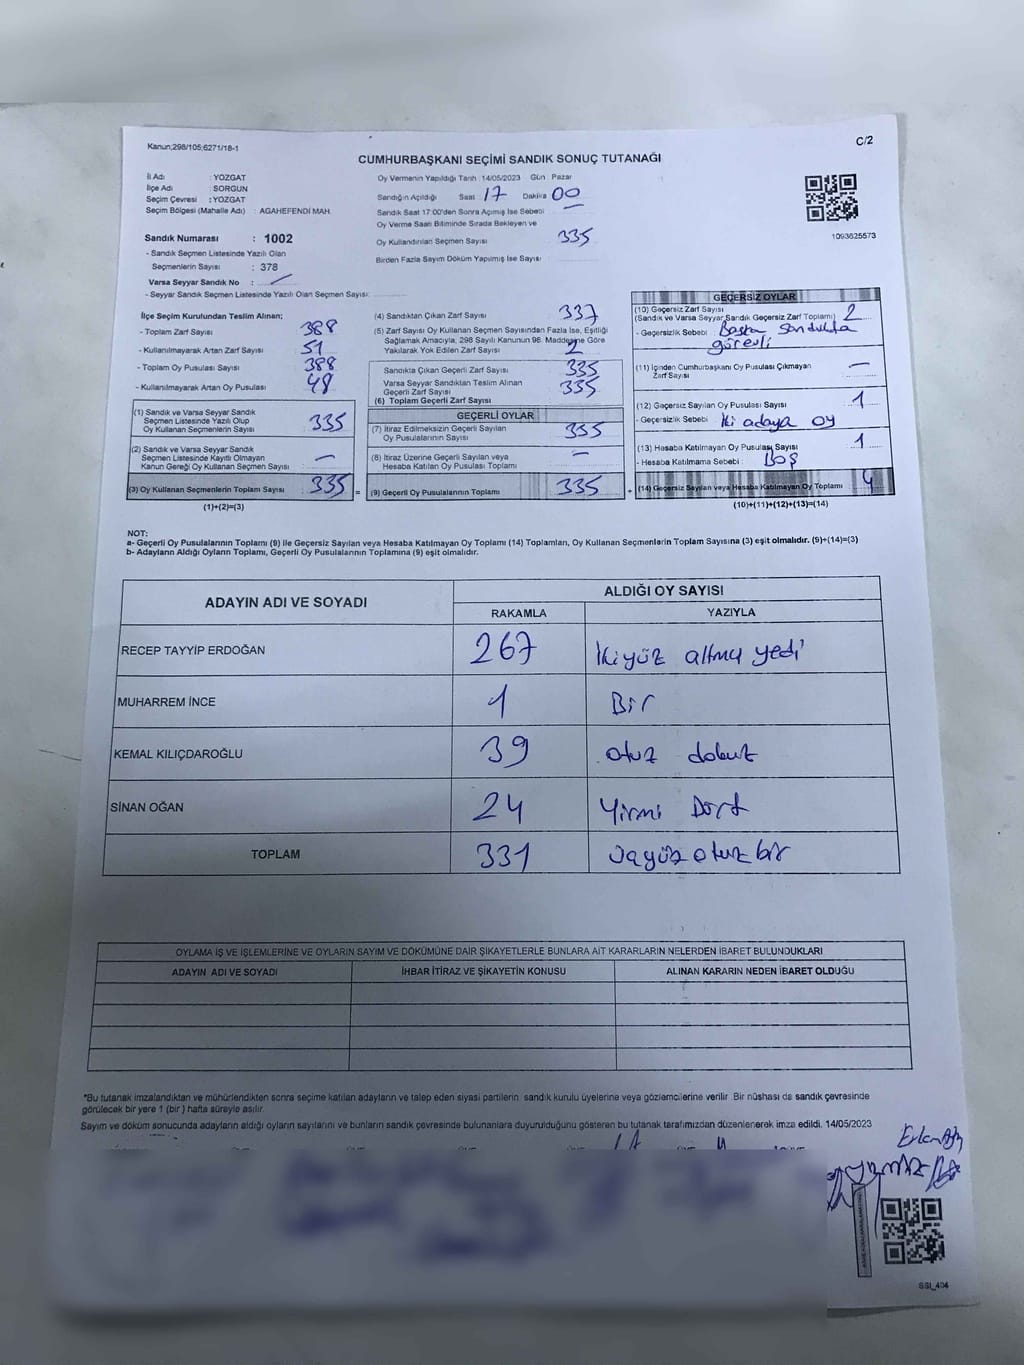 Kanun;298/105;6271/18-1
C/2
CUMHURBAŞKANI SEÇİMİ SANDIK SONUÇ TUTANAĞI
İl Adı : YOZGAT
İlçe Adı : SORGUN
Seçim Çevresi : YOZGAT
Seçim Bölgesi (Mahalle Adı) : AGAHEFENDİ MAH.
Sandık Numarası : 1002
- Sandık Seçmen Listesinde Yazılı Olan
Seçmenlerin Sayısı : 378
Varsa Seyyar Sandık No :
- Seyyar Sandık Seçmen Listesinde Yazılı Olan Seçmen Sayısı:
Oy Vermenin Yapıldığı Tarih :14/05/2023 Gün : Pazar
Sandığın Açıldığı Saat : 17 Dakika 00
Sandık Saat 17:00'den Sonra Açılmış İse Sebebi :
Oy Verme Saati Bitiminde Sırada Bekleyen ve
Oy Kullandırılan Seçmen Sayısı 335
Birden Fazla Sayım Döküm Yapılmış İse Sayısı :
1093625573
İlçe Seçim Kurulundan Teslim Alınan;
- Toplam Zarf Sayısı 388
- Kullanılmayarak Artan Zarf Sayısı 51
- Toplam Oy Pusulası Sayısı 388
- Kullanılmayarak Artan Oy Pusulası 48
(1) Sandık ve Varsa Seyyar Sandık
Seçmen Listesinde Yazılı Olup
Oy Kullanan Seçmenlerin Sayısı : 335
(2) Sandık ve Varsa Seyyar Sandık
Seçmen Listesinde Kayıtlı Olmayan
Kanun Gereği Oy Kullanan Seçmen Sayısı : –
(3) Oy Kullanan Seçmenlerin Toplam Sayısı : 335 =
(1)+(2)=(3)
(4) Sandıktan Çıkan Zarf Sayısı : 337
(5) Zarf Sayısı Oy Kullanan Seçmen Sayısından Fazla İse, Eşitliği
Sağlamak Amacıyla, 298 Sayılı Kanunun 98. Maddesine Göre
Yakılarak Yok Edilen Zarf Sayısı : 2
Sandıkta Çıkan Geçerli Zarf Sayısı : 335
Varsa Seyyar Sandıktan Teslim Alınan
Geçerli Zarf Sayısı : 335
(6) Toplam Geçerli Zarf Sayısı
GEÇERLİ OYLAR
(7) İtiraz Edilmeksizin Geçerli Sayılan
Oy Pusulalarının Sayısı : 335
(8) İtiraz Üzerine Geçerli Sayılan veya
Hesaba Katılan Oy Pusulası Toplamı : –
(9) Geçerli Oy Pusulalarının Toplamı : 335 +
GEÇERSİZ OYLAR
(10) Geçersiz Zarf Sayısı
(Sandık ve Varsa Seyyar Sandık Geçersiz Zarf Toplamı) : 2
- Geçersizlik Sebebi : Başka sandıkta
görevli
(11) İçinden Cumhurbaşkanı Oy Pusulası Çıkmayan
Zarf Sayısı : –
(12) Geçersiz Sayılan Oy Pusulası Sayısı : 1
- Geçersizlik Sebebi : İki adaya oy
(13) Hesaba Katılmayan Oy Pusulası Sayısı : 1
- Hesaba Katılmama Sebebi : BOŞ
(14) Geçersiz Sayılan veya Hesaba Katılmayan Oy Toplamı : 4
(10)+(11)+(12)+(13)=(14)
NOT:
a- Geçerli Oy Pusulalarının Toplamı (9) ile Geçersiz Sayılan veya Hesaba Katılmayan Oy Toplamı (14) Toplamları, Oy Kullanan Seçmenlerin Toplam Sayısına (3) eşit olmalıdır. (9)+(14)=(3)
b- Adayların Aldığı Oyların Toplamı, Geçerli Oy Pusulalarının Toplamına (9) eşit olmalıdır.
ADAYIN ADI VE SOYADI
ALDIĞI OY SAYISI
RAKAMLA YAZIYLA
RECEP TAYYİP ERDOĞAN 267 İkiyüz altmış yedi
MUHARREM İNCE 1 Bir
KEMAL KILIÇDAROĞLU 39 otuz dokuz
SİNAN OĞAN 24 Yirmi Dört
TOPLAM 331 Üçyüz otuz bir
OYLAMA İŞ VE İŞLEMLERİNE VE OYLARIN SAYIM VE DÖKÜMÜNE DAİR ŞİKAYETLERLE BUNLARA AİT KARARLARIN NELERDEN İBARET BULUNDUKLARI
ADAYIN ADI VE SOYADI İHBAR İTİRAZ VE ŞİKAYETİN KONUSU ALINAN KARARIN NEDEN İBARET OLDUĞU
*Bu tutanak imzalandıktan ve mühürlendikten sonra seçime katılan adayların ve talep eden siyasi partilerin, sandık kurulu üyelerine veya gözlemcilerine verilir. Bir nüshası da sandık çevresinde
görülecek bir yere 1 (bir) hafta süreyle asılır.
Sayım ve döküm sonucunda adayların aldığı oyların sayılarını ve bunların sandık çevresinde bulunanlara duyurulduğunu gösteren bu tutanak tarafımızdan düzenlenerek imza edildi. 14/05/2023
SSI_404